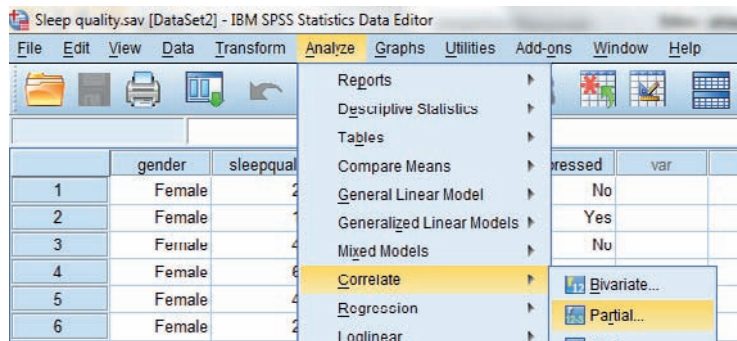 Sleep quality.sav [DataSet2] - IBM SPSS Statistics Data Editor
File Edit View Data Transform Analyze Graphs Utilities Add-ons Window Help
Reports
Descriptive Statistics
Tables
Compare Means
General Linear Model
Generalized Linear Models
Mixed Models
Correlate
Regression
Loglinear
Bivariate...
Partial...
gender sleepqual ressed var
1 Female 2 No
2 Female Yes
3 Female 4 No
4 Female 6
5 Female 4
6 Female 2